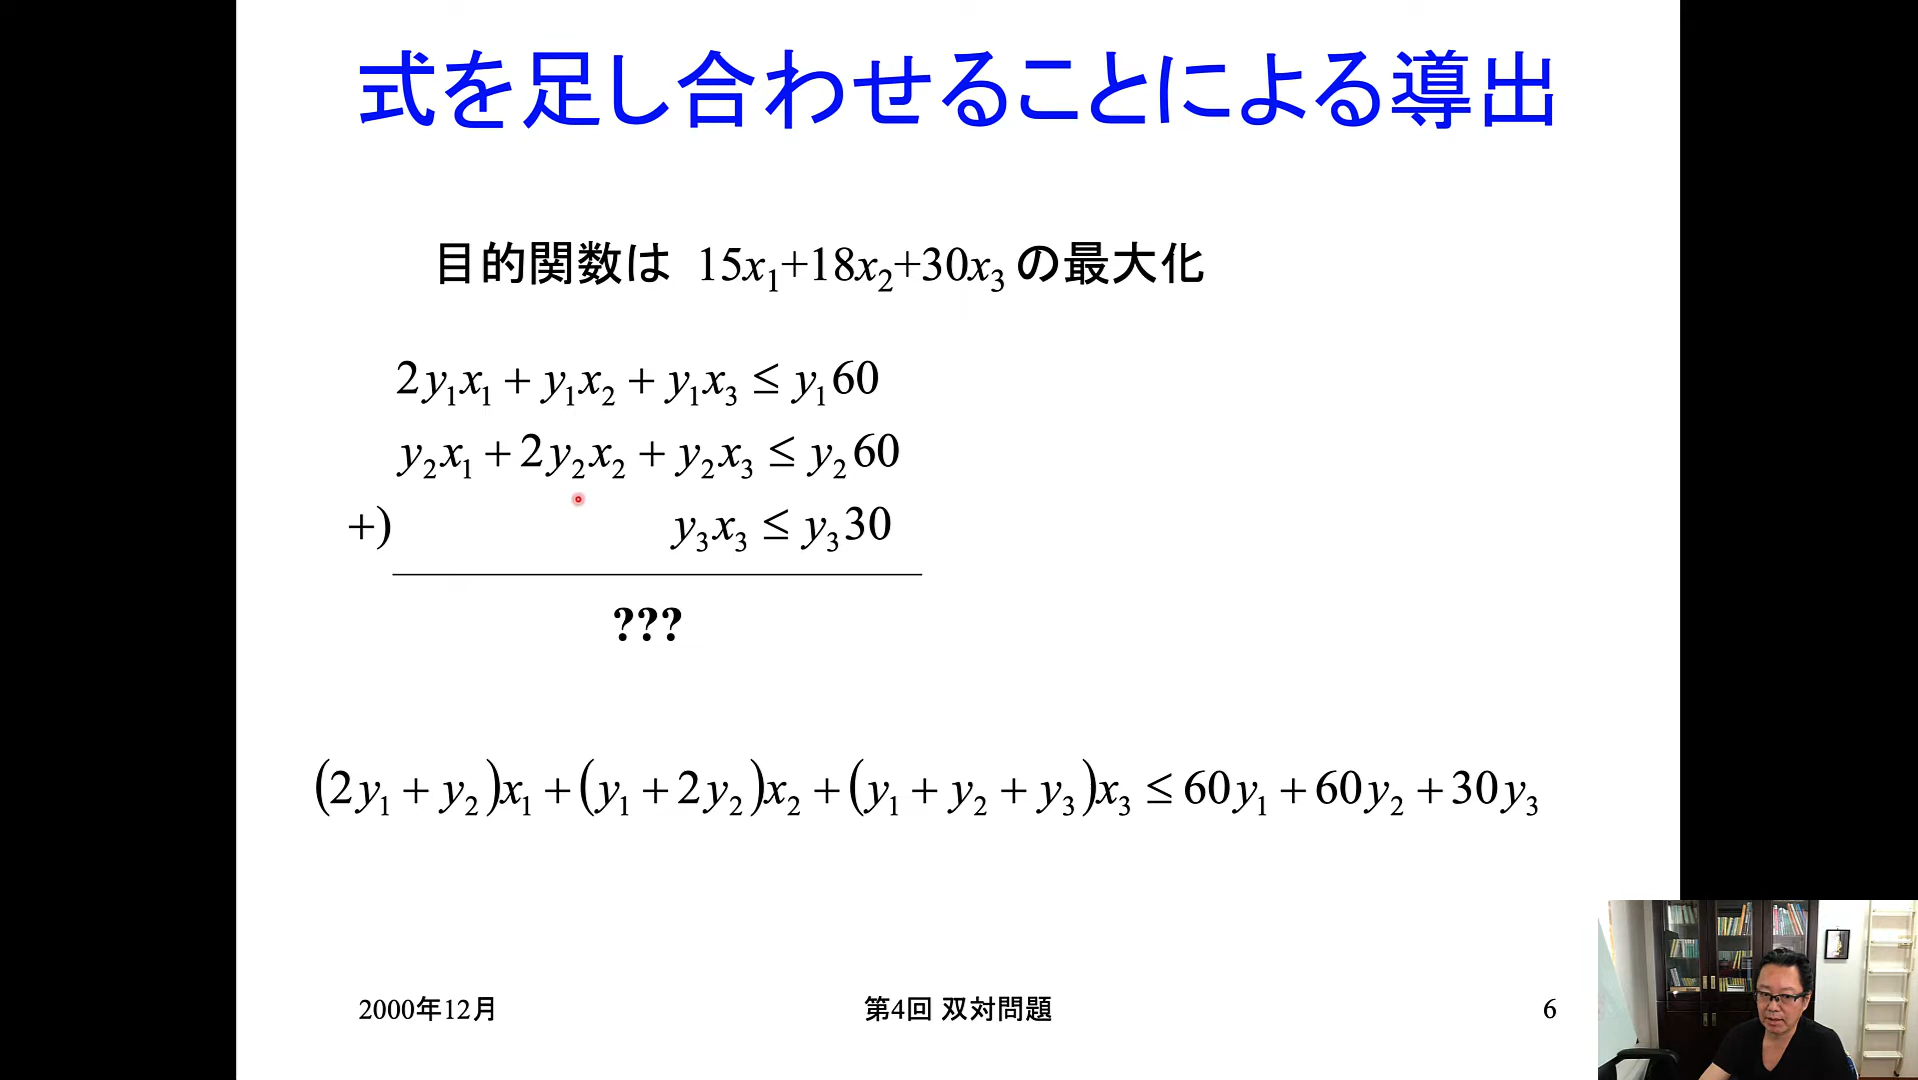 式を足し合わせることによる導出
目的関数は 15x₁+18x₂+30x₃ の最大化
2y₁x₁ + y₁x₂ + y₁x₃ ≤ y₁60
y₂x₁ + 2y₂x₂ + y₂x₃ ≤ y₂60
+) y₃x₃ ≤ y₃30
???
(2y₁ + y₂)x₁ + (y₁ + 2y₂)x₂ + (y₁ + y₂ + y₃)x₃ ≤ 60y₁ + 60y₂ + 30y₃
2000年12月 第4回 双対問題 6